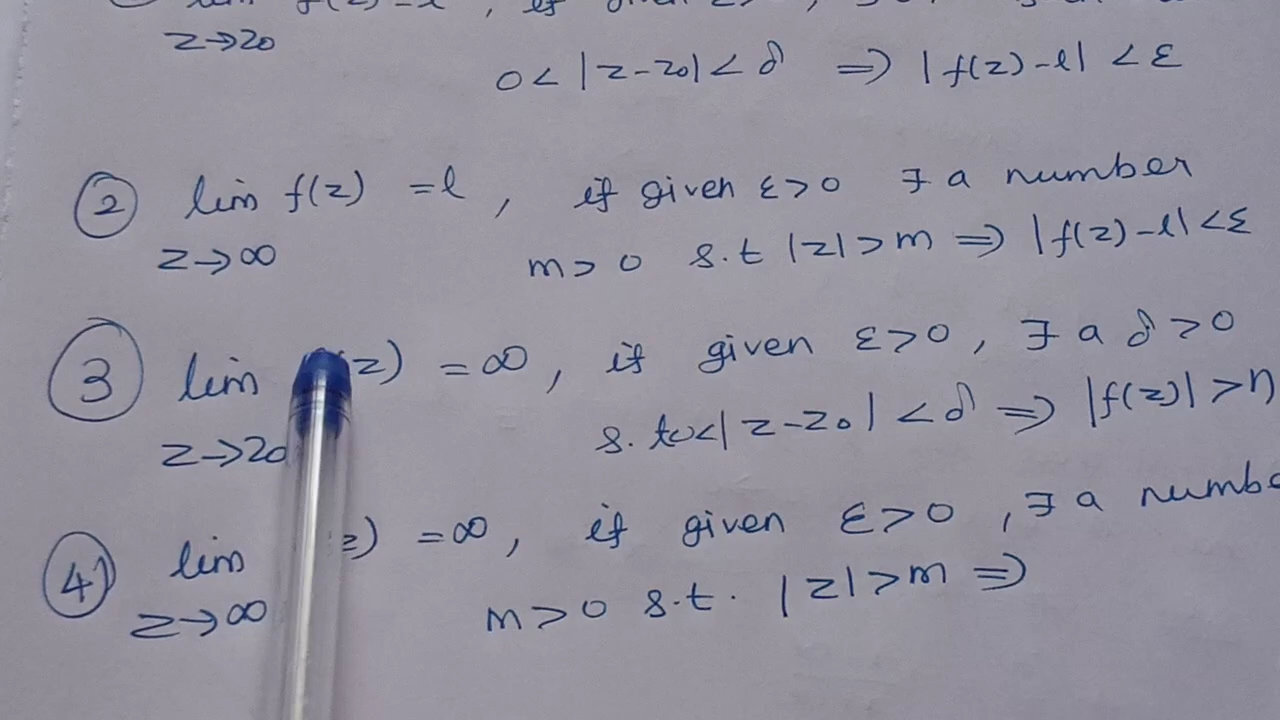 z→z0
0< |z-z0|<δ ⇒ |f(z)-l| <ε
② lim f(z) =l , if given ε>0 ∃ a number
z→∞ m>0 s.t |z|>m ⇒ |f(z)-l|<ε
③ lim z) =∞, if given ε>0, ∃ a δ>0
z→z0 s.t 0<|z-z0|<δ ⇒ |f(z)|>η
④ lim z) =∞, if given ε>0, ∃ a numbe
z→∞ m>0 s.t. |z|>m ⇒